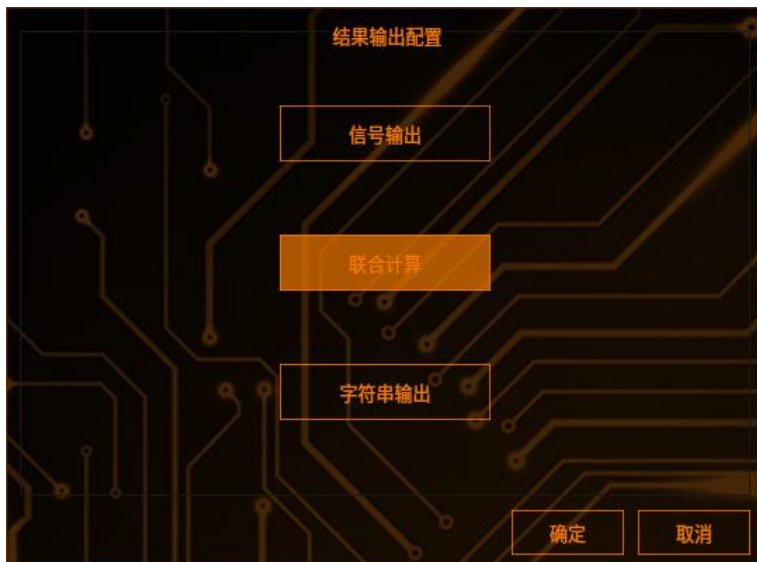 结果输出配置
信号输出
联合计算
字符串输出
确定
取消